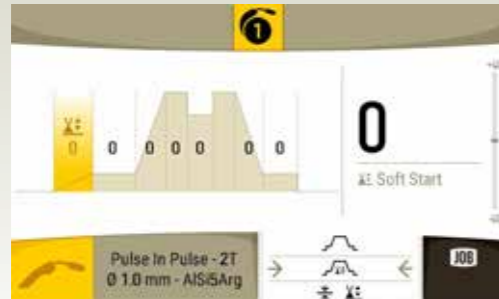 1
0 0 0 0 0 0 0
0
Soft Start
Pulse In Pulse - 2T
Ø 1.0 mm - AlSi5Arg
JOB